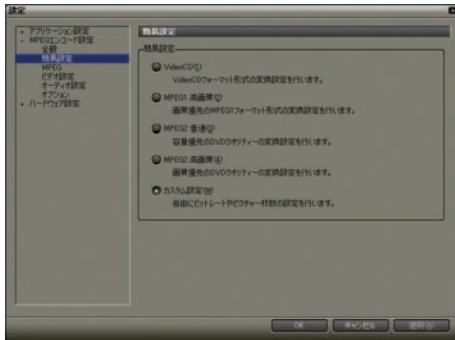 設定
アプリケーション設定
MPEGエンコード設定
全般
簡易設定
MPEG
ビデオ設定
オーディオ設定
オプション
ハードウェア設定
簡易設定
簡易設定
VideoCD(1)
VideoCDフォーマット形式の変換設定を行います。
MPEG1 高画質(2)
画質優先のMPEG1フォーマット形式の変換設定を行います。
MPEG2 普通(3)
容量優先のDVDクオリティーの変換設定を行います。
MPEG2 高画質(4)
画質優先のDVDクオリティーの変換設定を行います。
カスタム設定(M)
自由にビットレートやピクチャー枚数の設定を行います。
OK
キャンセル
適用(A)